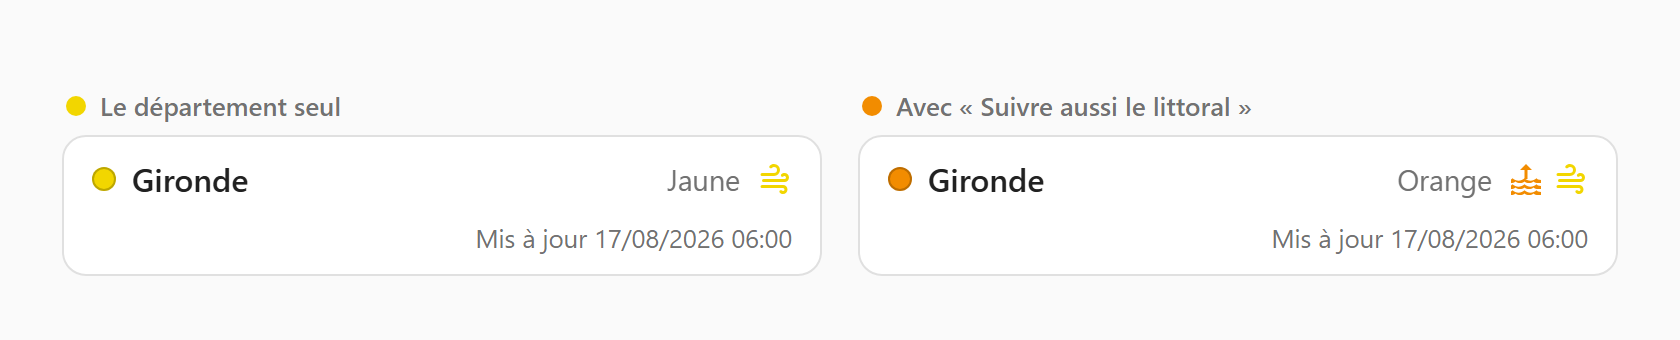 Le département seul
Gironde
Jaune
Mis à jour 17/08/2026 06:00
Avec « Suivre aussi le littoral »
Gironde
Orange
Mis à jour 17/08/2026 06:00